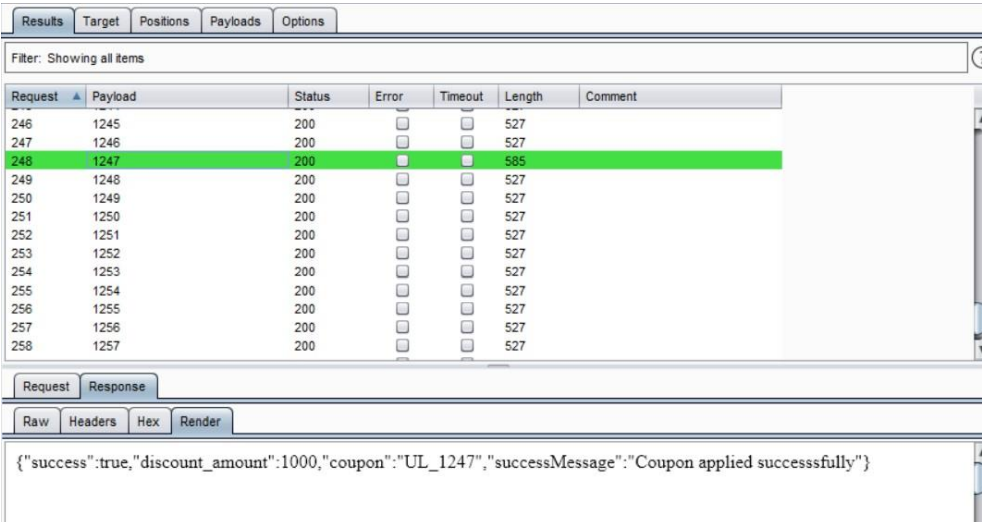 Results Target Positions Payloads Options
Filter: Showing all items
Request Payload Status Error Timeout Length Comment
246 1245 200 527
247 1246 200 527
248 1247 200 585
249 1248 200 527
250 1249 200 527
251 1250 200 527
252 1251 200 527
253 1252 200 527
254 1253 200 527
255 1254 200 527
256 1255 200 527
257 1256 200 527
258 1257 200 527
Request Response
Raw Headers Hex Render
{"success":true,"discount_amount":1000,"coupon":"UL_1247","successMessage":"Coupon applied successsfully"}